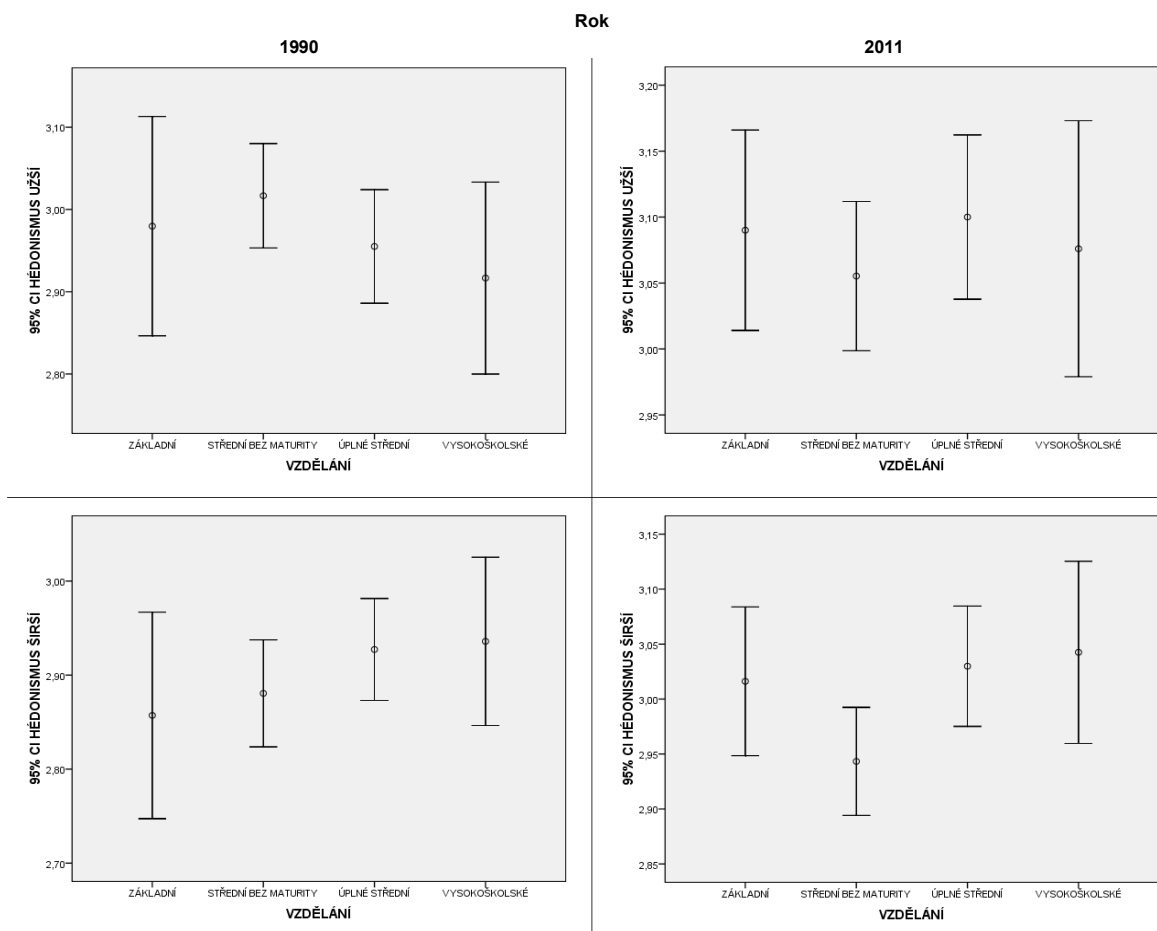 Rok
1990
2011
95% CI HÉDONISMUS UŽŠÍ
3,10
3,00
2,90
2,80
ZÁKLADNÍ STŘEDNÍ BEZ MATURITY ÚPLNÉ STŘEDNÍ VYSOKOŠKOLSKÉ
VZDĚLÁNÍ
95% CI HÉDONISMUS UŽŠÍ
3,20
3,15
3,10
3,05
3,00
2,95
ZÁKLADNÍ STŘEDNÍ BEZ MATURITY ÚPLNÉ STŘEDNÍ VYSOKOŠKOLSKÉ
VZDĚLÁNÍ
95% CI HÉDONISMUS ŠIRŠÍ
3,00
2,90
2,80
2,70
ZÁKLADNÍ STŘEDNÍ BEZ MATURITY ÚPLNÉ STŘEDNÍ VYSOKOŠKOLSKÉ
VZDĚLÁNÍ
95% CI HÉDONISMUS ŠIRŠÍ
3,15
3,10
3,05
3,00
2,95
2,90
2,85
ZÁKLADNÍ STŘEDNÍ BEZ MATURITY ÚPLNÉ STŘEDNÍ VYSOKOŠKOLSKÉ
VZDĚLÁNÍ